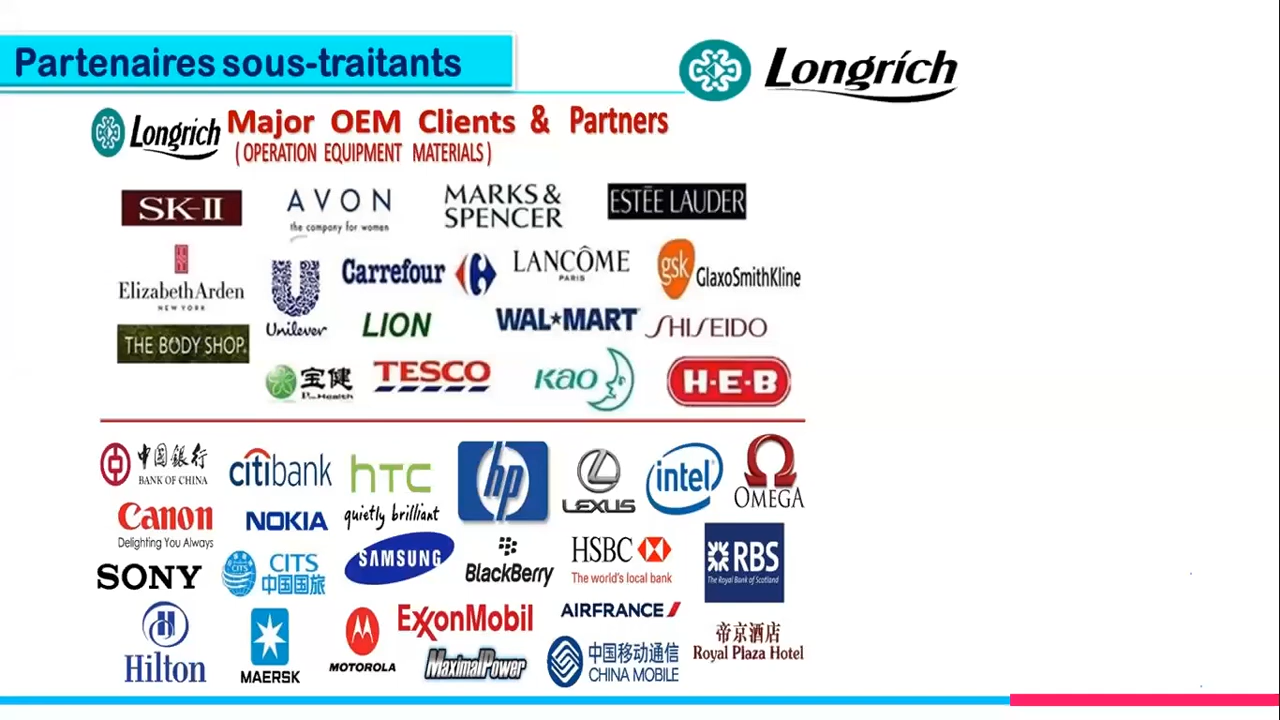 Partenaires sous-traitants
Longrích
Longrich
Major OEM Clients & Partners
( OPERATION EQUIPMENT MATERIALS )
SK-II
AVON
the company for women
MARKS &
SPENCER
ESTĒE LAUDER
Elizabeth Arden
NEW YORK
Unilever
Carrefour
LANCÔME
PARIS
gsk
GlaxoSmithKline
THE BODY SHOP®
LION
WAL★MART
SHISEIDO
宝健
TESCO
Kao
H-E-B
中国銀行
BANK OF CHINA
citibank
hTC
quietly brilliant
hp
LEXUS
intel
OMEGA
Canon
Delighting You Always
NOKIA
SONY
CITS
CITS
中国国旅
SAMSUNG
BlackBerry
HSBC
The world's local bank
RBS
The Royal Bank of Scotland
Hilton
MAERSK
MOTOROLA
ExxonMobil
MaximalPower
AIRFRANCE
中国移动通信
CHINA MOBILE
帝京酒店
Royal Plaza Hotel